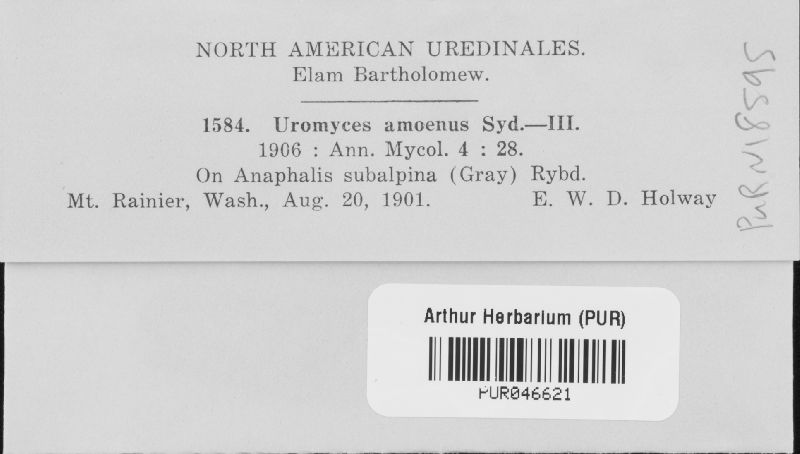 NORTH AMERICAN UREDINALES.
Elam Bartholomew.
1584. Uromyces amoenus Syd.—III.
1906 : Ann. Mycol. 4 : 28.
On Anaphalis subalpina (Gray) Rybd.
Mt. Rainier, Wash., Aug. 20, 1901. E. W. D. Holway
PUR N18595
Arthur Herbarium (PUR)
PUR046621